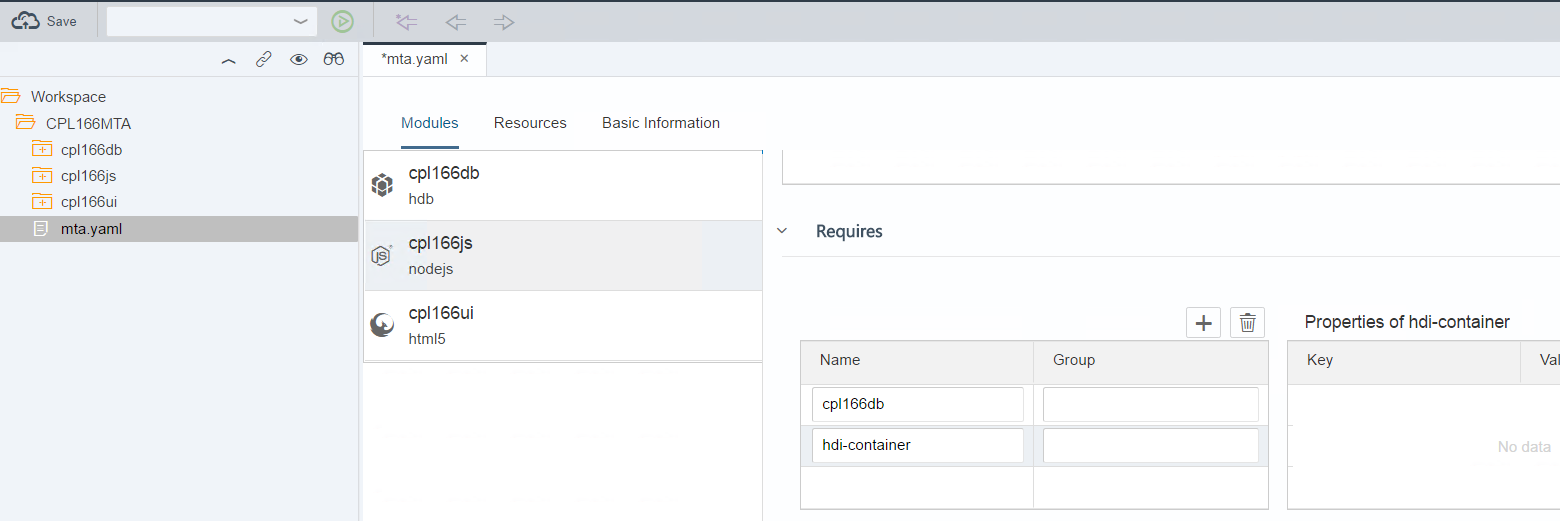 Save
*mta.yaml ×
Workspace
CPL166MTA
cpl166db
cpl166js
cpl166ui
mta.yaml
Modules Resources Basic Information
cpl166db
hdb
cpl166js
nodejs
cpl166ui
html5
Requires
Properties of hdi-container
Name Group
cpl166db
hdi-container
Key Val
No data